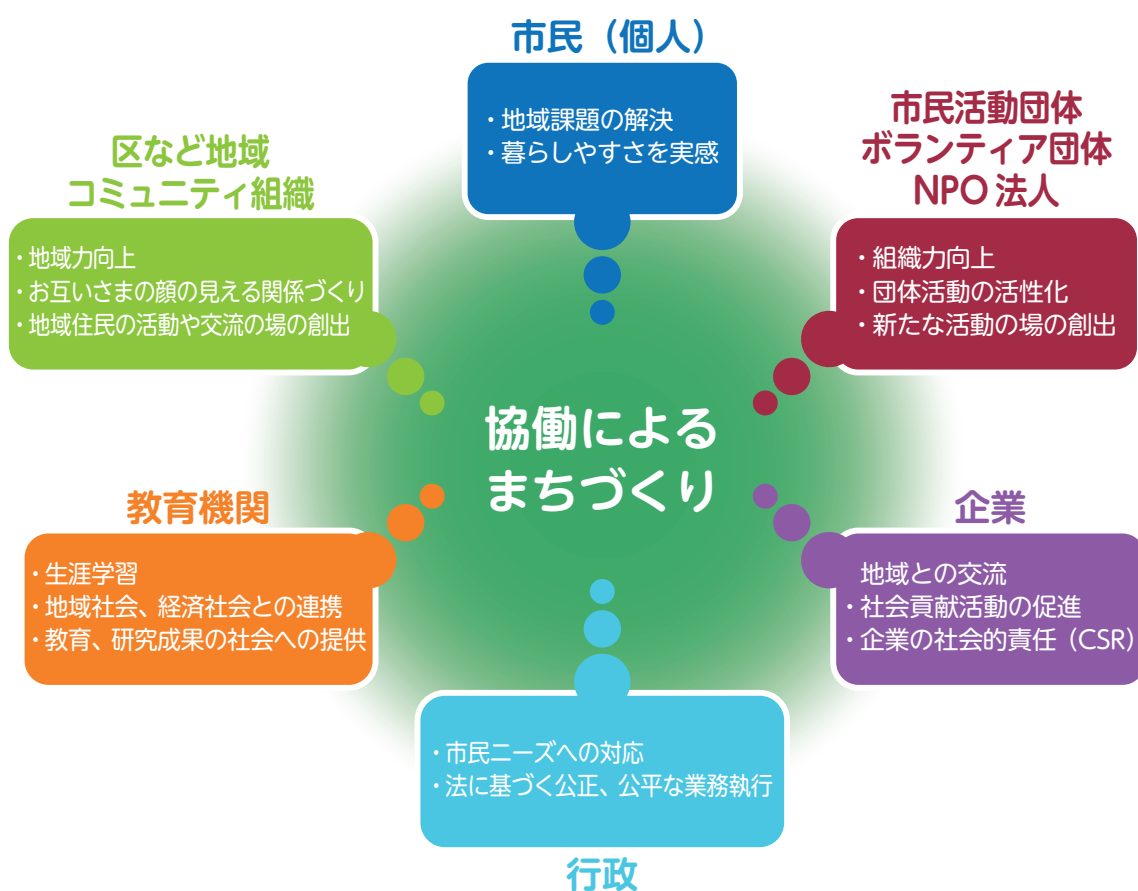 市民（個人）
・地域課題の解決
・暮らしやすさを実感
市民活動団体
ボランティア団体
NPO 法人
・組織力向上
・団体活動の活性化
・新たな活動の場の創出
区など地域
コミュニティ組織
・地域力向上
・お互いさまの顔の見える関係づくり
・地域住民の活動や交流の場の創出
協働による
まちづくり
教育機関
・生涯学習
・地域社会、経済社会との連携
・教育、研究成果の社会への提供
企業
地域との交流
・社会貢献活動の促進
・企業の社会的責任（CSR）
・市民ニーズへの対応
・法に基づく公正、公平な業務執行
行政